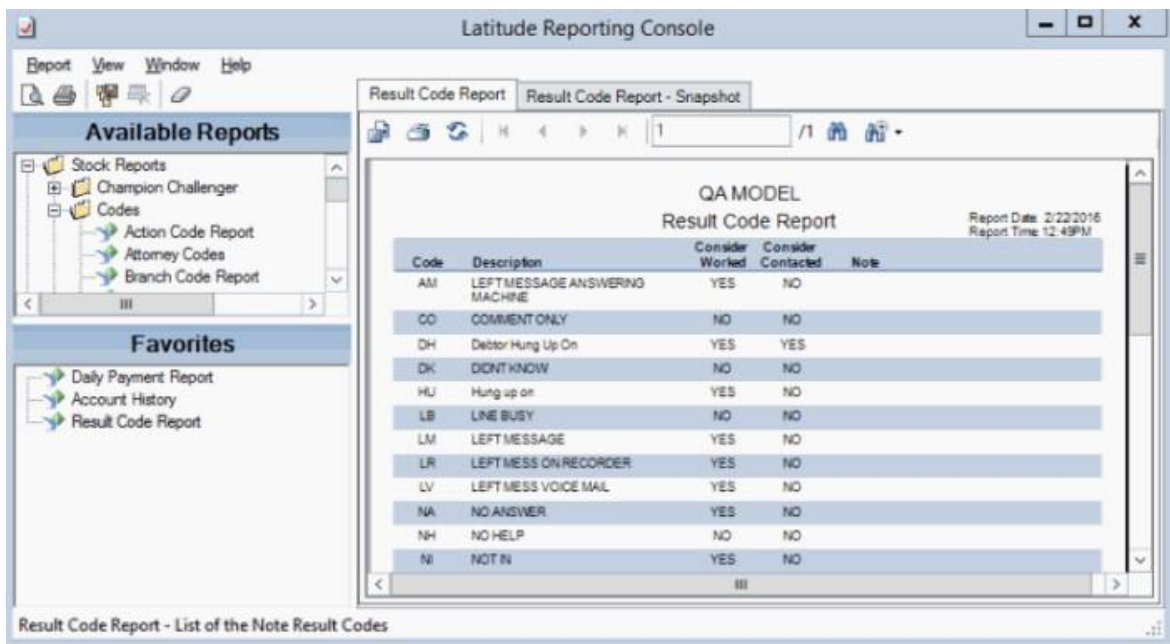 Latitude Reporting Console
Report View Window Help
Available Reports
Stock Reports
Champion Challenger
Codes
Action Code Report
Attorney Codes
Branch Code Report
Favorites
Daily Payment Report
Account History
Result Code Report
Result Code Report Result Code Report - Snapshot
1 /1
QA MODEL
Result Code Report
Report Date: 2/22/2016
Report Time: 12:49PM
Code Description Consider Worked Consider Contacted Note
AM LEFT MESSAGE ANSWERING MACHINE YES NO
CO COMMENT ONLY NO NO
DH Debtor Hung Up On YES YES
DK DIDNT KNOW NO NO
HU Hung up on YES NO
LB LINE BUSY NO NO
LM LEFT MESSAGE YES NO
LR LEFT MESS ON RECORDER YES NO
LV LEFT MESS VOICE MAIL YES NO
NA NO ANSWER YES NO
NH NO HELP NO NO
NI NOT IN YES NO
Result Code Report - List of the Note Result Codes